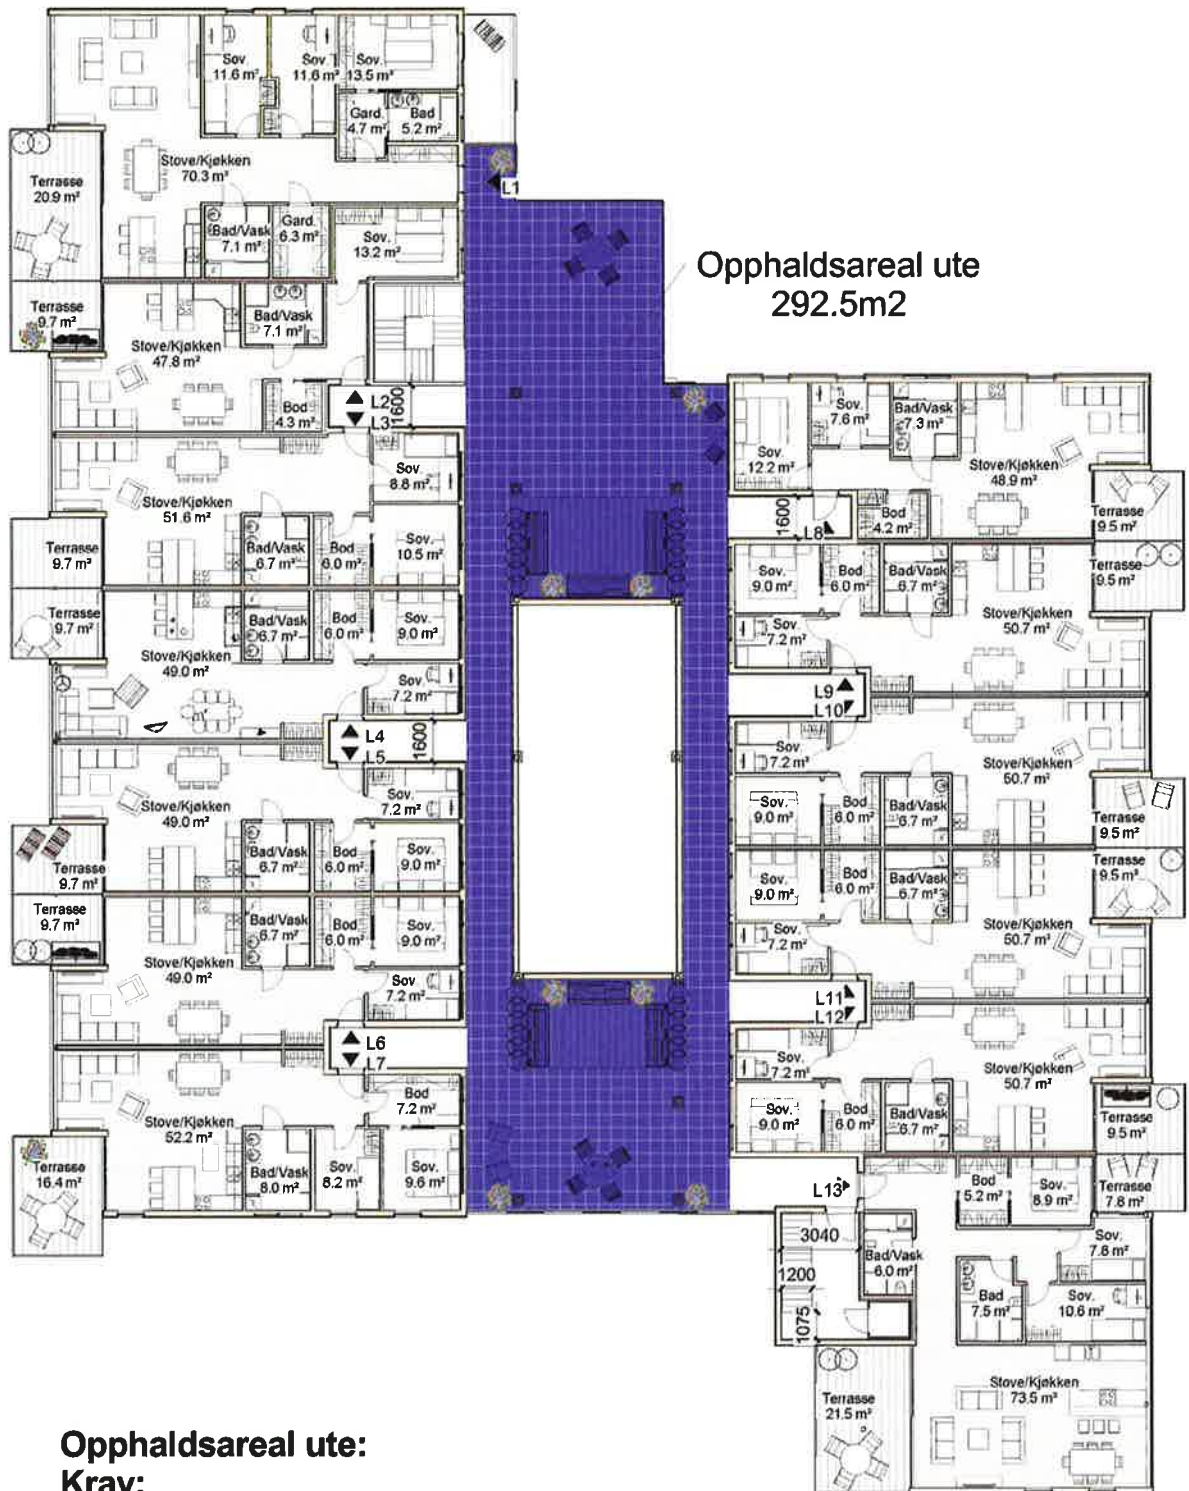 Sov.
11.6 m²
Sov.
11.6 m²
Sov.
13.5 m²
Gard.
4.7 m²
Bad
5.2 m²
Stove/Kjøkken
70.3 m²
Terrasse
20.9 m²
L1
Bad/Vask
7.1 m²
Gard.
6.3 m²
Sov.
13.2 m²
Opphaldsareal ute
292.5m2
Terrasse
9.7 m²
Bad/Vask
7.1 m²
Stove/Kjøkken
47.8 m²
Bod
4.3 m²
L2
L3
1600
Sov.
8.8 m²
Stove/Kjøkken
51.6 m²
Terrasse
9.7 m²
Bad/Vask
6.7 m²
Bod
6.0 m²
Sov.
10.5 m²
Terrasse
9.7 m²
Bad/Vask
6.7 m²
Bod
6.0 m²
Sov.
9.0 m²
Stove/Kjøkken
49.0 m²
Sov.
7.2 m²
L4
L5
1600
Stove/Kjøkken
49.0 m²
Sov.
7.2 m²
Terrasse
9.7 m²
Bad/Vask
6.7 m²
Bod
6.0 m²
Sov.
9.0 m²
Terrasse
9.7 m²
Bad/Vask
6.7 m²
Bod
6.0 m²
Sov.
9.0 m²
Stove/Kjøkken
49.0 m²
Sov.
7.2 m²
L6
L7
Bod
7.2 m²
Stove/Kjøkken
52.2 m²
Terrasse
16.4 m²
Bad/Vask
8.0 m²
Sov.
8.2 m²
Sov.
9.6 m²
Sov.
12.2 m²
Sov.
7.6 m²
Bad/Vask
7.3 m²
Stove/Kjøkken
48.9 m²
1600
L8
Bod
4.2 m²
Terrasse
9.5 m²
Sov.
9.0 m²
Bod
6.0 m²
Bad/Vask
6.7 m²
Terrasse
9.5 m²
Sov.
7.2 m²
Stove/Kjøkken
50.7 m²
L9
L10
Sov.
7.2 m²
Stove/Kjøkken
50.7 m²
Sov.
9.0 m²
Bod
6.0 m²
Bad/Vask
6.7 m²
Terrasse
9.5 m²
Sov.
9.0 m²
Bod
6.0 m²
Bad/Vask
6.7 m²
Terrasse
9.5 m²
Sov.
7.2 m²
Stove/Kjøkken
50.7 m²
L11
L12
Sov.
7.2 m²
Stove/Kjøkken
50.7 m²
Sov.
9.0 m²
Bod
6.0 m²
Bad/Vask
6.7 m²
Terrasse
9.5 m²
L13
Bod
5.2 m²
Sov.
8.9 m²
Terrasse
7.8 m²
3040
1200
1075
Bad/Vask
6.0 m²
Sov.
7.8 m²
Bad
7.5 m²
Sov.
10.6 m²
Stove/Kjøkken
73.5 m²
Terrasse
21.5 m²
Opphaldsareal ute:
Krav: